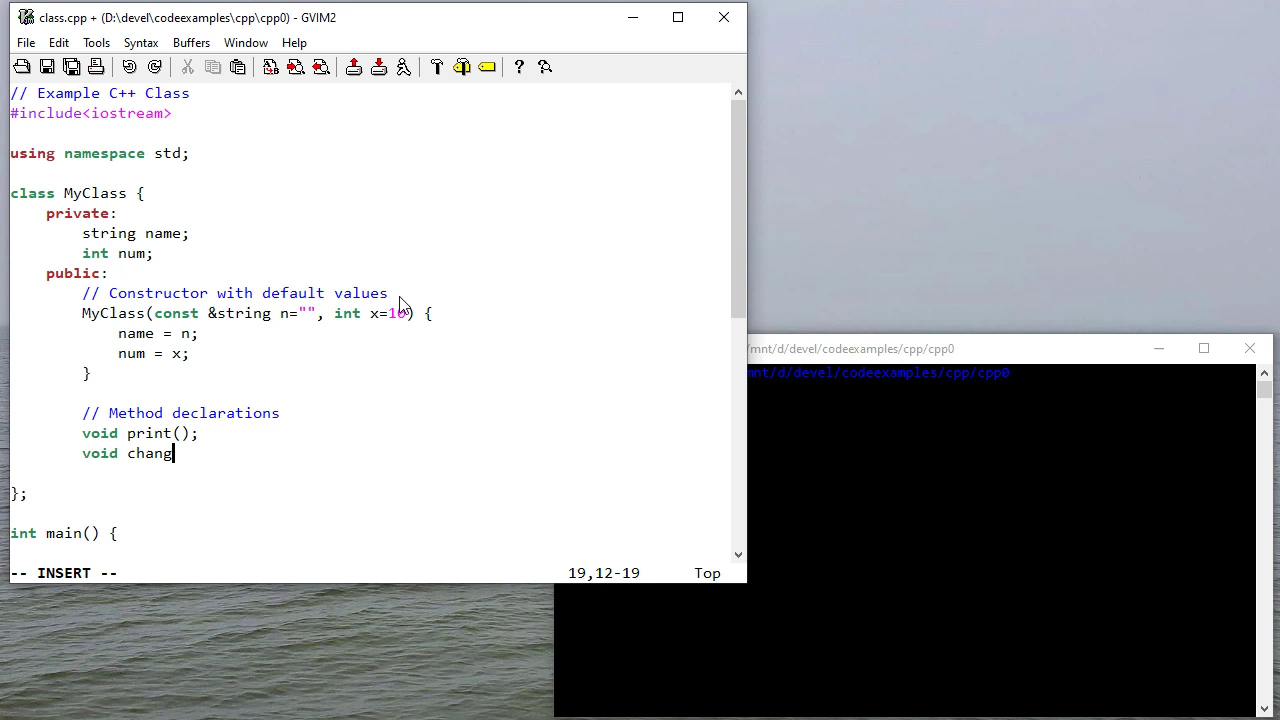 class.cpp + (D:\devel\codeexamples\cpp\cpp0) - GVIM2
File Edit Tools Syntax Buffers Window Help
// Example C++ Class
#include<iostream>
using namespace std;
class MyClass {
private:
string name;
int num;
public:
// Constructor with default values
MyClass(const &string n="", int x=10) {
name = n;
num = x;
}
// Method declarations
void print();
void chang
};
int main() {
-- INSERT -- 19,12-19 Top
/mnt/d/devel/codeexamples/cpp/cpp0
mnt/d/devel/codeexamples/cpp/cpp0